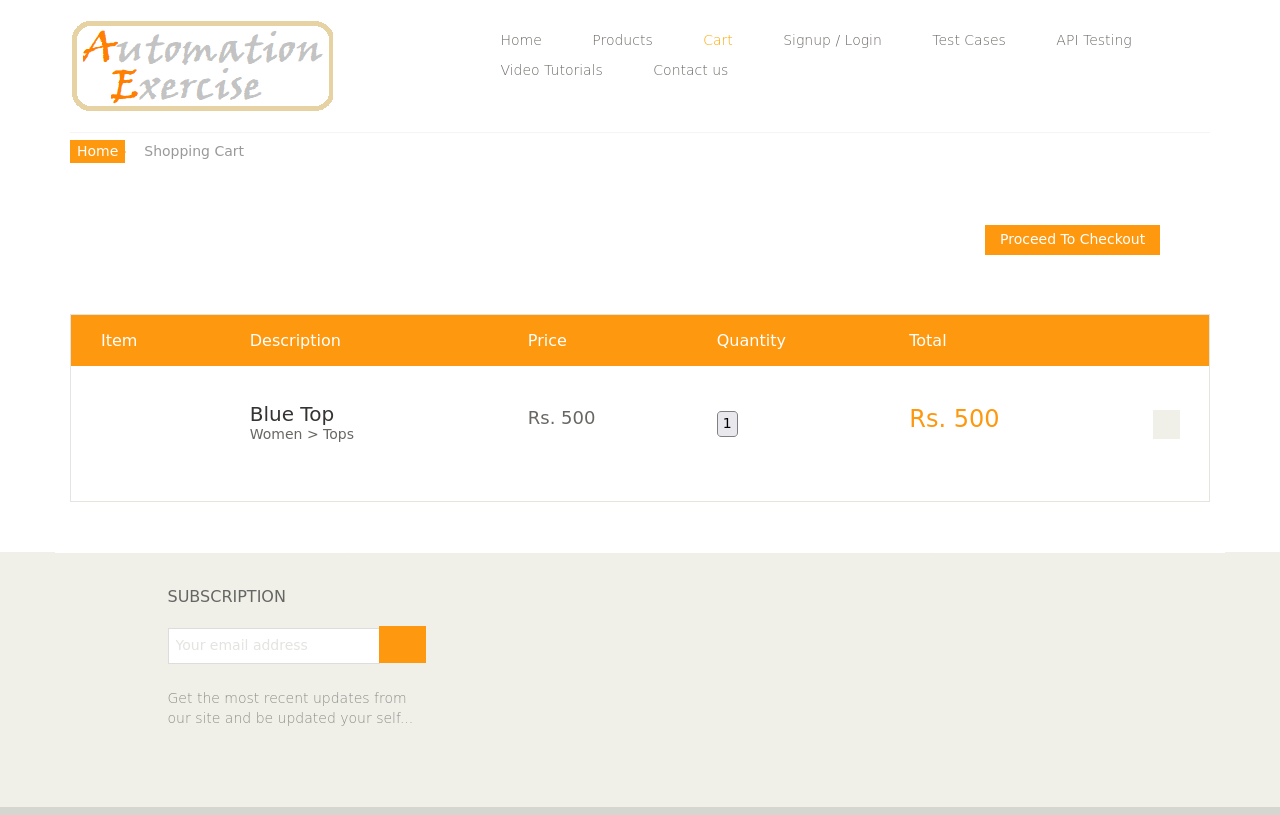 Automation
Exercise
Home Products Cart Signup / Login Test Cases API Testing
Video Tutorials Contact us
Home Shopping Cart
Proceed To Checkout
Item Description Price Quantity Total
Blue Top Rs. 500 1 Rs. 500
Women > Tops
SUBSCRIPTION
Your email address
Get the most recent updates from
our site and be updated your self...